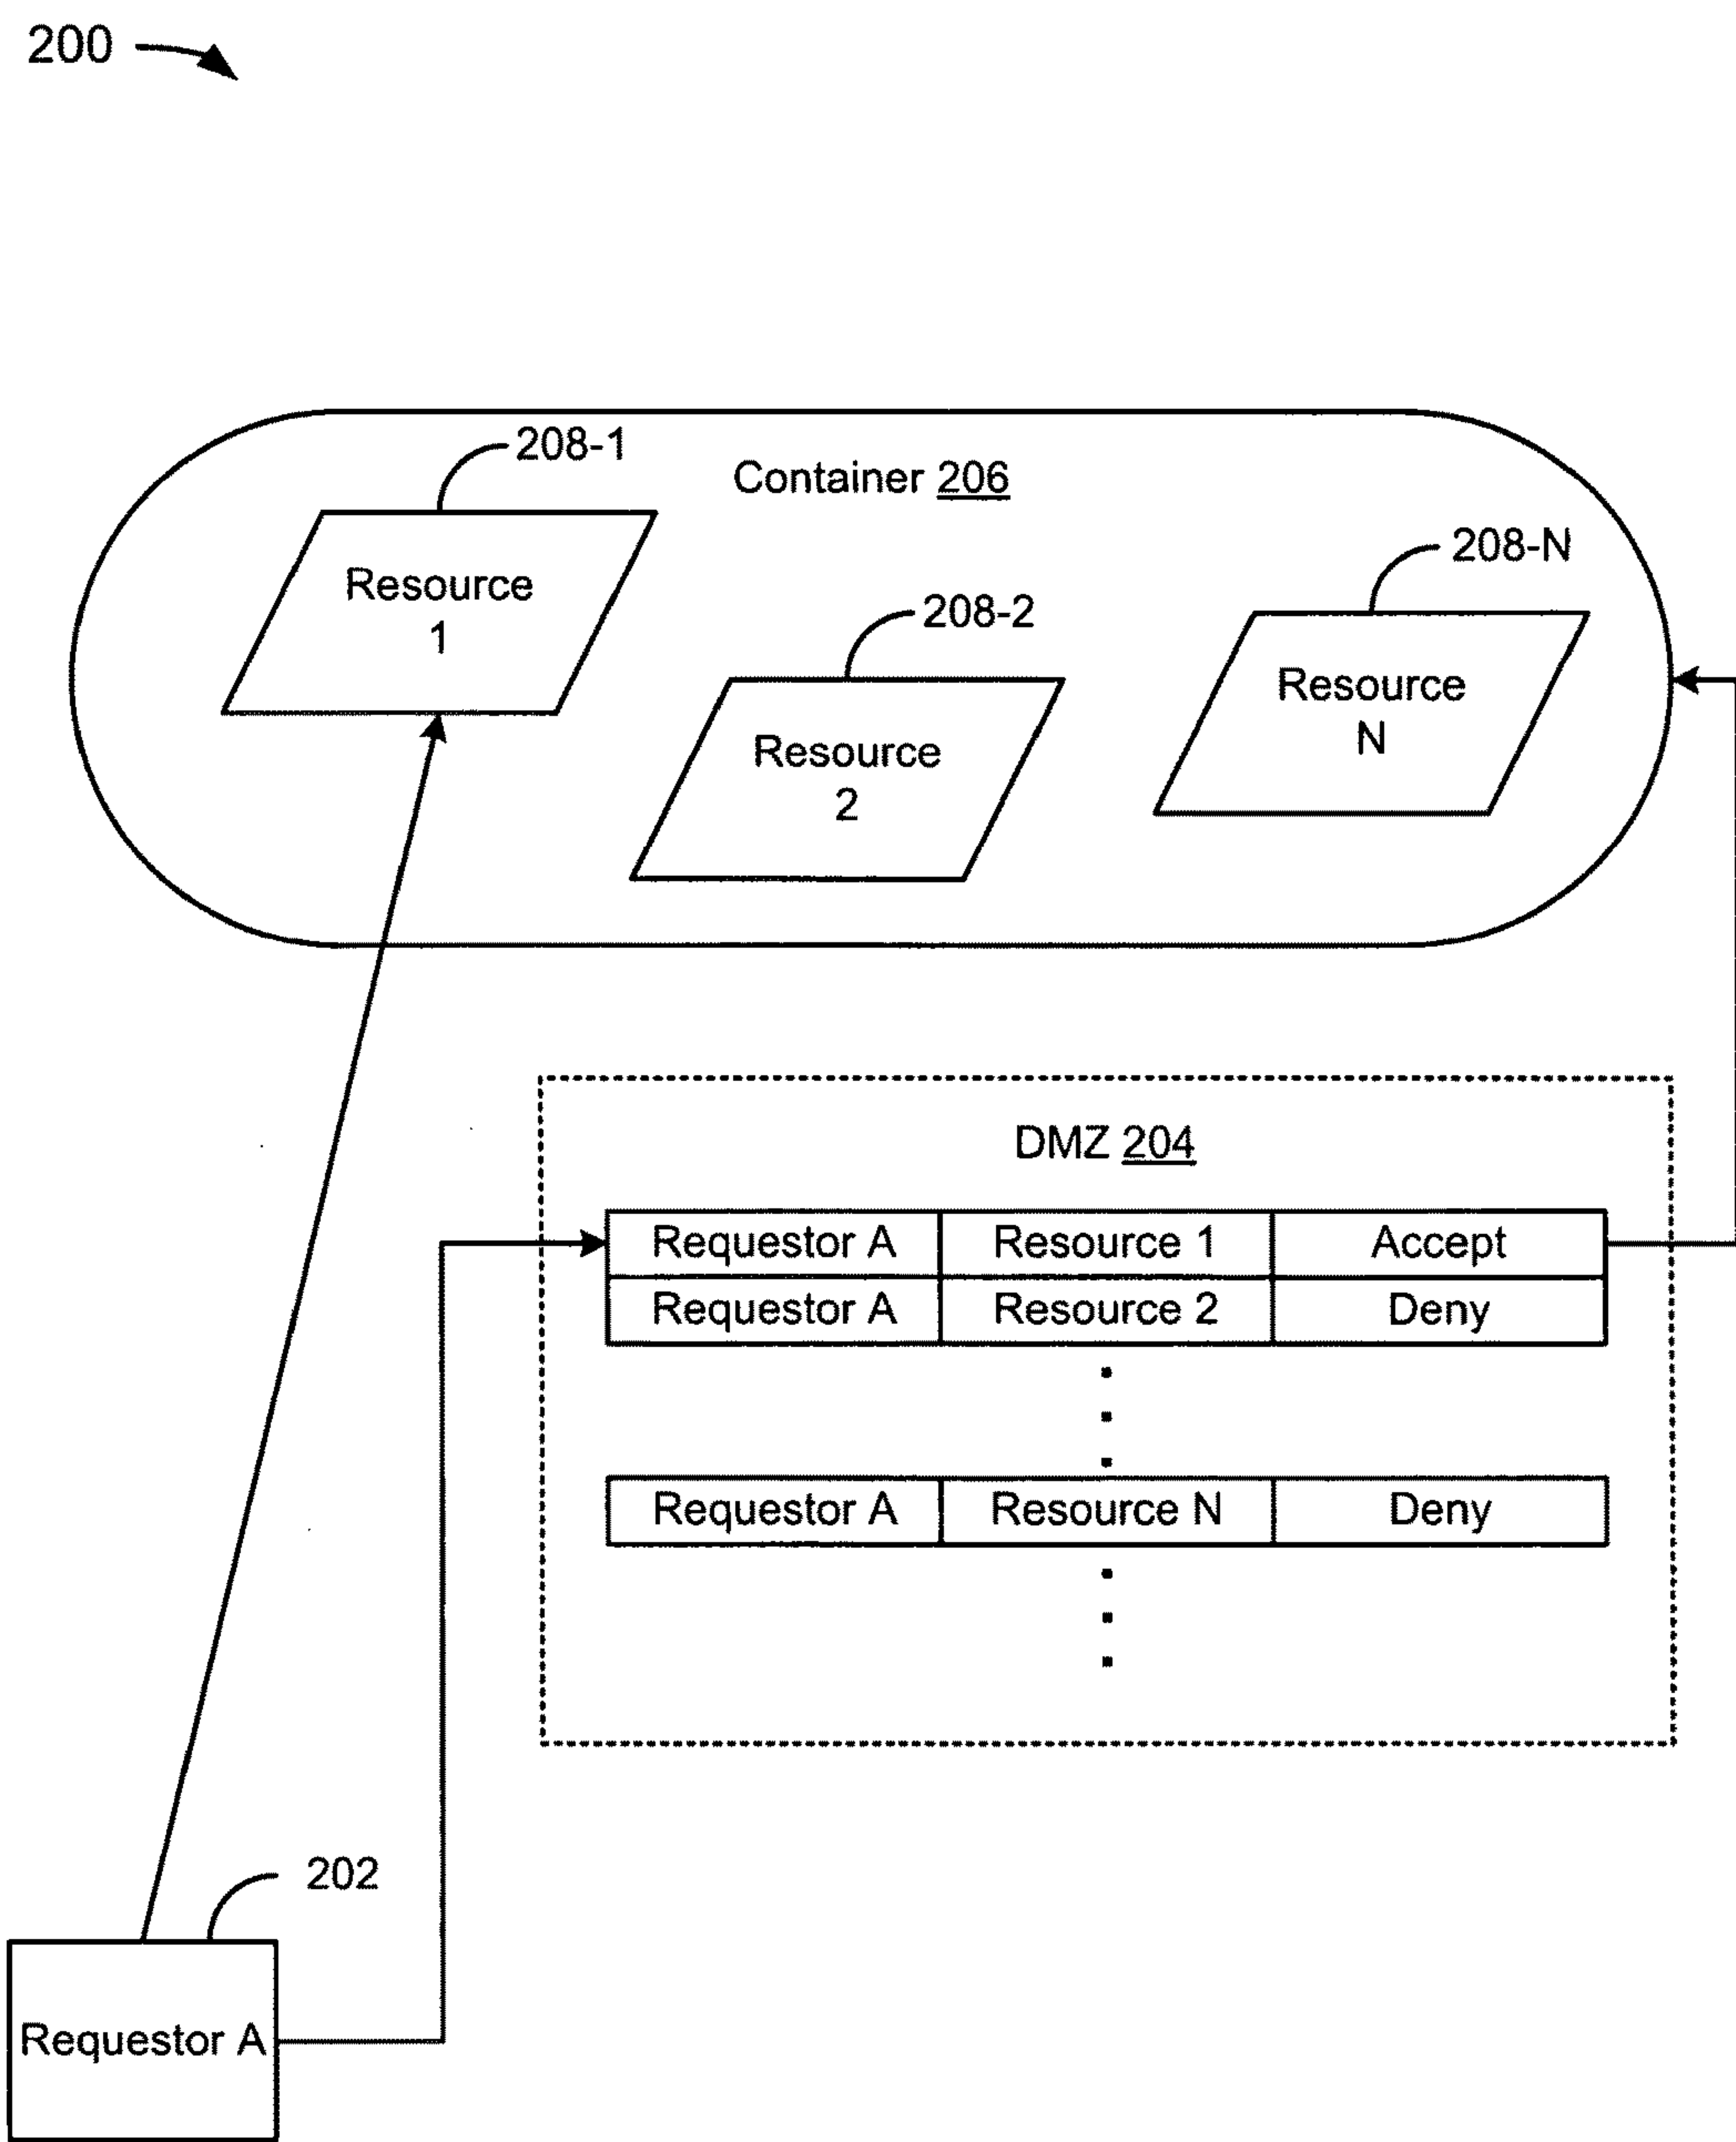 200
208-1
Container 206
208-N
Resource
1
208-2
Resource
N
Resource
2
DMZ 204
Requestor A Resource 1 Accept
Requestor A Resource 2 Deny
Requestor A Resource N Deny
202
Requestor A